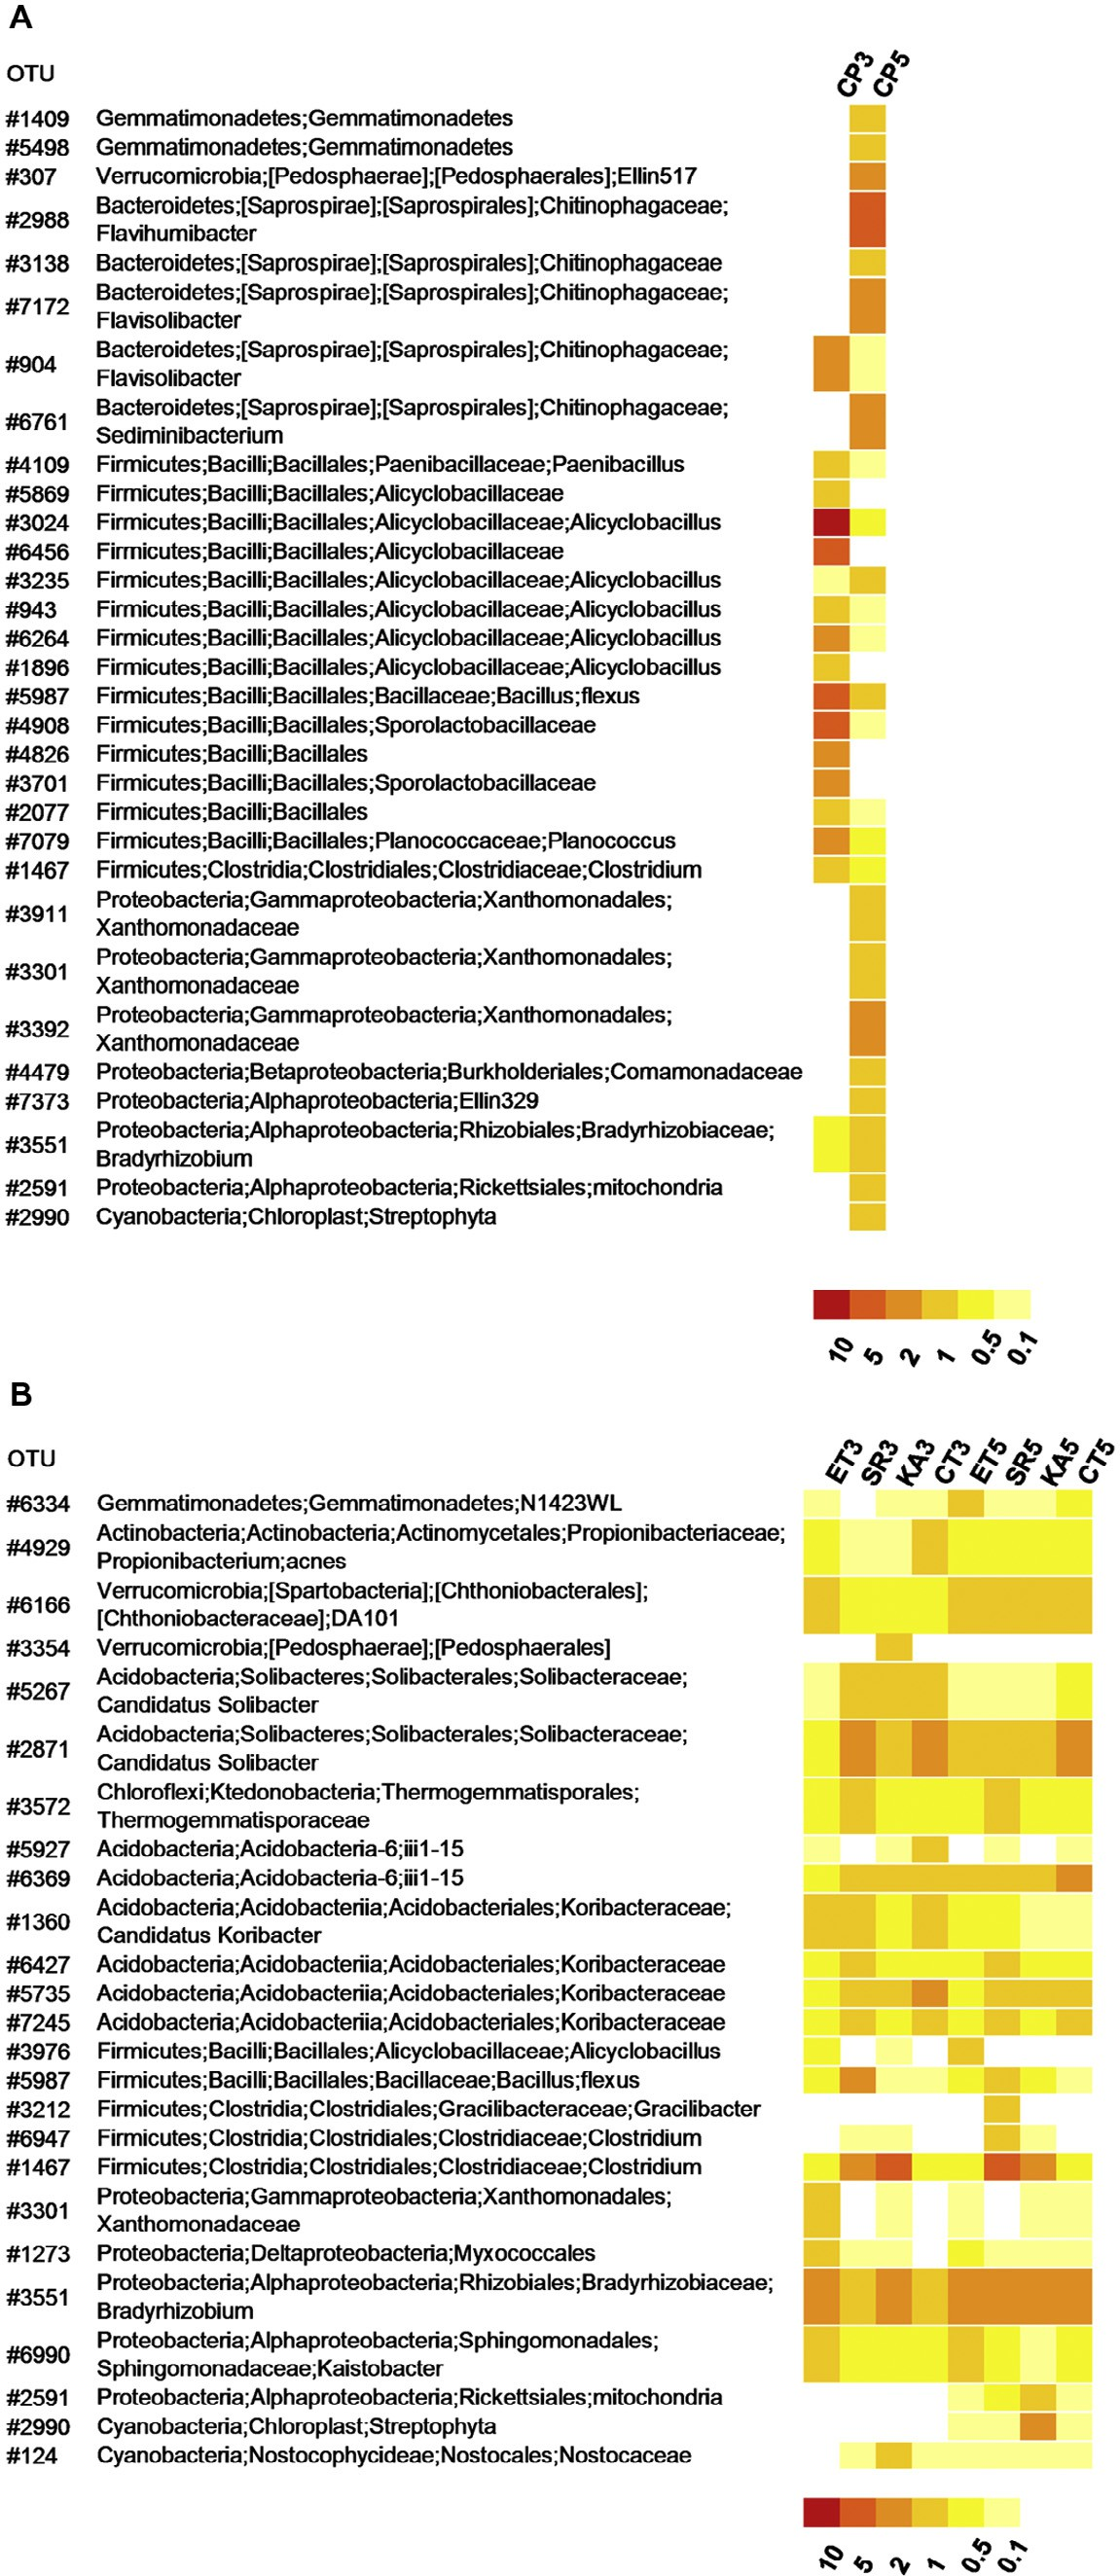 A
OTU
CP3 CP5
#1409 Gemmatimonadetes;Gemmatimonadetes
#5498 Gemmatimonadetes;Gemmatimonadetes
#307 Verrucomicrobia;[Pedosphaerae];[Pedosphaerales];Ellin517
#2988 Bacteroidetes;[Saprospirae];[Saprospirales];Chitinophagaceae;
Flavihumibacter
#3138 Bacteroidetes;[Saprospirae];[Saprospirales];Chitinophagaceae
#7172 Bacteroidetes;[Saprospirae];[Saprospirales];Chitinophagaceae;
Flavisolibacter
#904 Bacteroidetes;[Saprospirae];[Saprospirales];Chitinophagaceae;
Flavisolibacter
#6761 Bacteroidetes;[Saprospirae];[Saprospirales];Chitinophagaceae;
Sediminibacterium
#4109 Firmicutes;Bacilli;Bacillales;Paenibacillaceae;Paenibacillus
#5869 Firmicutes;Bacilli;Bacillales;Alicyclobacillaceae
#3024 Firmicutes;Bacilli;Bacillales;Alicyclobacillaceae;Alicyclobacillus
#6456 Firmicutes;Bacilli;Bacillales;Alicyclobacillaceae
#3235 Firmicutes;Bacilli;Bacillales;Alicyclobacillaceae;Alicyclobacillus
#943 Firmicutes;Bacilli;Bacillales;Alicyclobacillaceae;Alicyclobacillus
#6264 Firmicutes;Bacilli;Bacillales;Alicyclobacillaceae;Alicyclobacillus
#1896 Firmicutes;Bacilli;Bacillales;Alicyclobacillaceae;Alicyclobacillus
#5987 Firmicutes;Bacilli;Bacillales;Bacillaceae;Bacillus;flexus
#4908 Firmicutes;Bacilli;Bacillales;Sporolactobacillaceae
#4826 Firmicutes;Bacilli;Bacillales
#3701 Firmicutes;Bacilli;Bacillales;Sporolactobacillaceae
#2077 Firmicutes;Bacilli;Bacillales
#7079 Firmicutes;Bacilli;Bacillales;Planococcaceae;Planococcus
#1467 Firmicutes;Clostridia;Clostridiales;Clostridiaceae;Clostridium
#3911 Proteobacteria;Gammaproteobacteria;Xanthomonadales;
Xanthomonadaceae
#3301 Proteobacteria;Gammaproteobacteria;Xanthomonadales;
Xanthomonadaceae
#3392 Proteobacteria;Gammaproteobacteria;Xanthomonadales;
Xanthomonadaceae
#4479 Proteobacteria;Betaproteobacteria;Burkholderiales;Comamonadaceae
#7373 Proteobacteria;Alphaproteobacteria;Ellin329
#3551 Proteobacteria;Alphaproteobacteria;Rhizobiales;Bradyrhizobiaceae;
Bradyrhizobium
#2591 Proteobacteria;Alphaproteobacteria;Rickettsiales;mitochondria
#2990 Cyanobacteria;Chloroplast;Streptophyta
10 5 2 1 0.5 0.1
B
OTU
ET3 SR3 KA3 CT3 ET5 SR5 KA5 CT5
#6334 Gemmatimonadetes;Gemmatimonadetes;N1423WL
#4929 Actinobacteria;Actinobacteria;Actinomycetales;Propionibacteriaceae;
Propionibacterium;acnes
#6166 Verrucomicrobia;[Spartobacteria];[Chthoniobacterales];
[Chthoniobacteraceae];DA101
#3354 Verrucomicrobia;[Pedosphaerae];[Pedosphaerales]
#5267 Acidobacteria;Solibacteres;Solibacterales;Solibacteraceae;
Candidatus Solibacter
#2871 Acidobacteria;Solibacteres;Solibacterales;Solibacteraceae;
Candidatus Solibacter
#3572 Chloroflexi;Ktedonobacteria;Thermogemmatisporales;
Thermogemmatisporaceae
#5927 Acidobacteria;Acidobacteria-6;iii1-15
#6369 Acidobacteria;Acidobacteria-6;iii1-15
#1360 Acidobacteria;Acidobacteriia;Acidobacteriales;Koribacteraceae;
Candidatus Koribacter
#6427 Acidobacteria;Acidobacteriia;Acidobacteriales;Koribacteraceae
#5735 Acidobacteria;Acidobacteriia;Acidobacteriales;Koribacteraceae
#7245 Acidobacteria;Acidobacteriia;Acidobacteriales;Koribacteraceae
#3976 Firmicutes;Bacilli;Bacillales;Alicyclobacillaceae;Alicyclobacillus
#5987 Firmicutes;Bacilli;Bacillales;Bacillaceae;Bacillus;flexus
#3212 Firmicutes;Clostridia;Clostridiales;Gracilibacteraceae;Gracilibacter
#6947 Firmicutes;Clostridia;Clostridiales;Clostridiaceae;Clostridium
#1467 Firmicutes;Clostridia;Clostridiales;Clostridiaceae;Clostridium
#3301 Proteobacteria;Gammaproteobacteria;Xanthomonadales;
Xanthomonadaceae
#1273 Proteobacteria;Deltaproteobacteria;Myxococcales
#3551 Proteobacteria;Alphaproteobacteria;Rhizobiales;Bradyrhizobiaceae;
Bradyrhizobium
#6990 Proteobacteria;Alphaproteobacteria;Sphingomonadales;
Sphingomonadaceae;Kaistobacter
#2591 Proteobacteria;Alphaproteobacteria;Rickettsiales;mitochondria
#2990 Cyanobacteria;Chloroplast;Streptophyta
#124 Cyanobacteria;Nostocophycideae;Nostocales;Nostocaceae
10 5 2 1 0.5 0.1